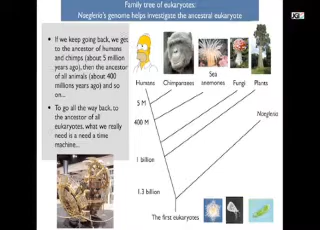 Family tree of eukaryotes:
Naegleria's genome helps investigate the ancestral eukaryote
JGI
• If we keep going back, we get
to the ancestor of humans
and chimps (about 5 million
years ago), then the ancestor
of all animals (about 400
millions years ago) and so
on...
• To go all the way back, to
the ancestor of all
eukaryotes, what we really
need is a need a time
machine...
Humans
Chimpanzees
Sea
anemones
Fungi
Plants
Naegleria
5 M
400 M
1 billion
1.3 billion
The first eukaryotes